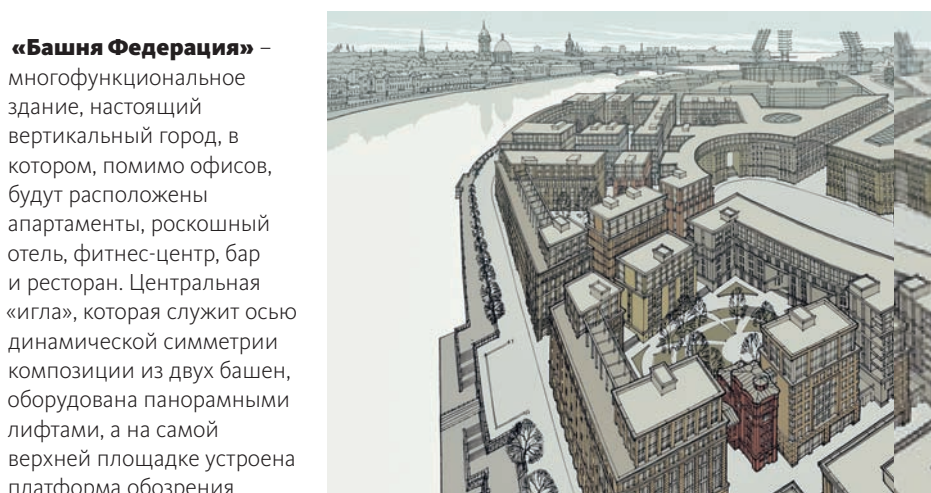 «Башня Федерация» –
многофункциональное
здание, настоящий
вертикальный город, в
котором, помимо офисов,
будут расположены
апартаменты, роскошный
отель, фитнес-центр, бар
и ресторан. Центральная
«игла», которая служит осью
динамической симметрии
композиции из двух башен,
оборудована панорамными
лифтами, а на самой
верхней площадке устроена
платформа обозрения